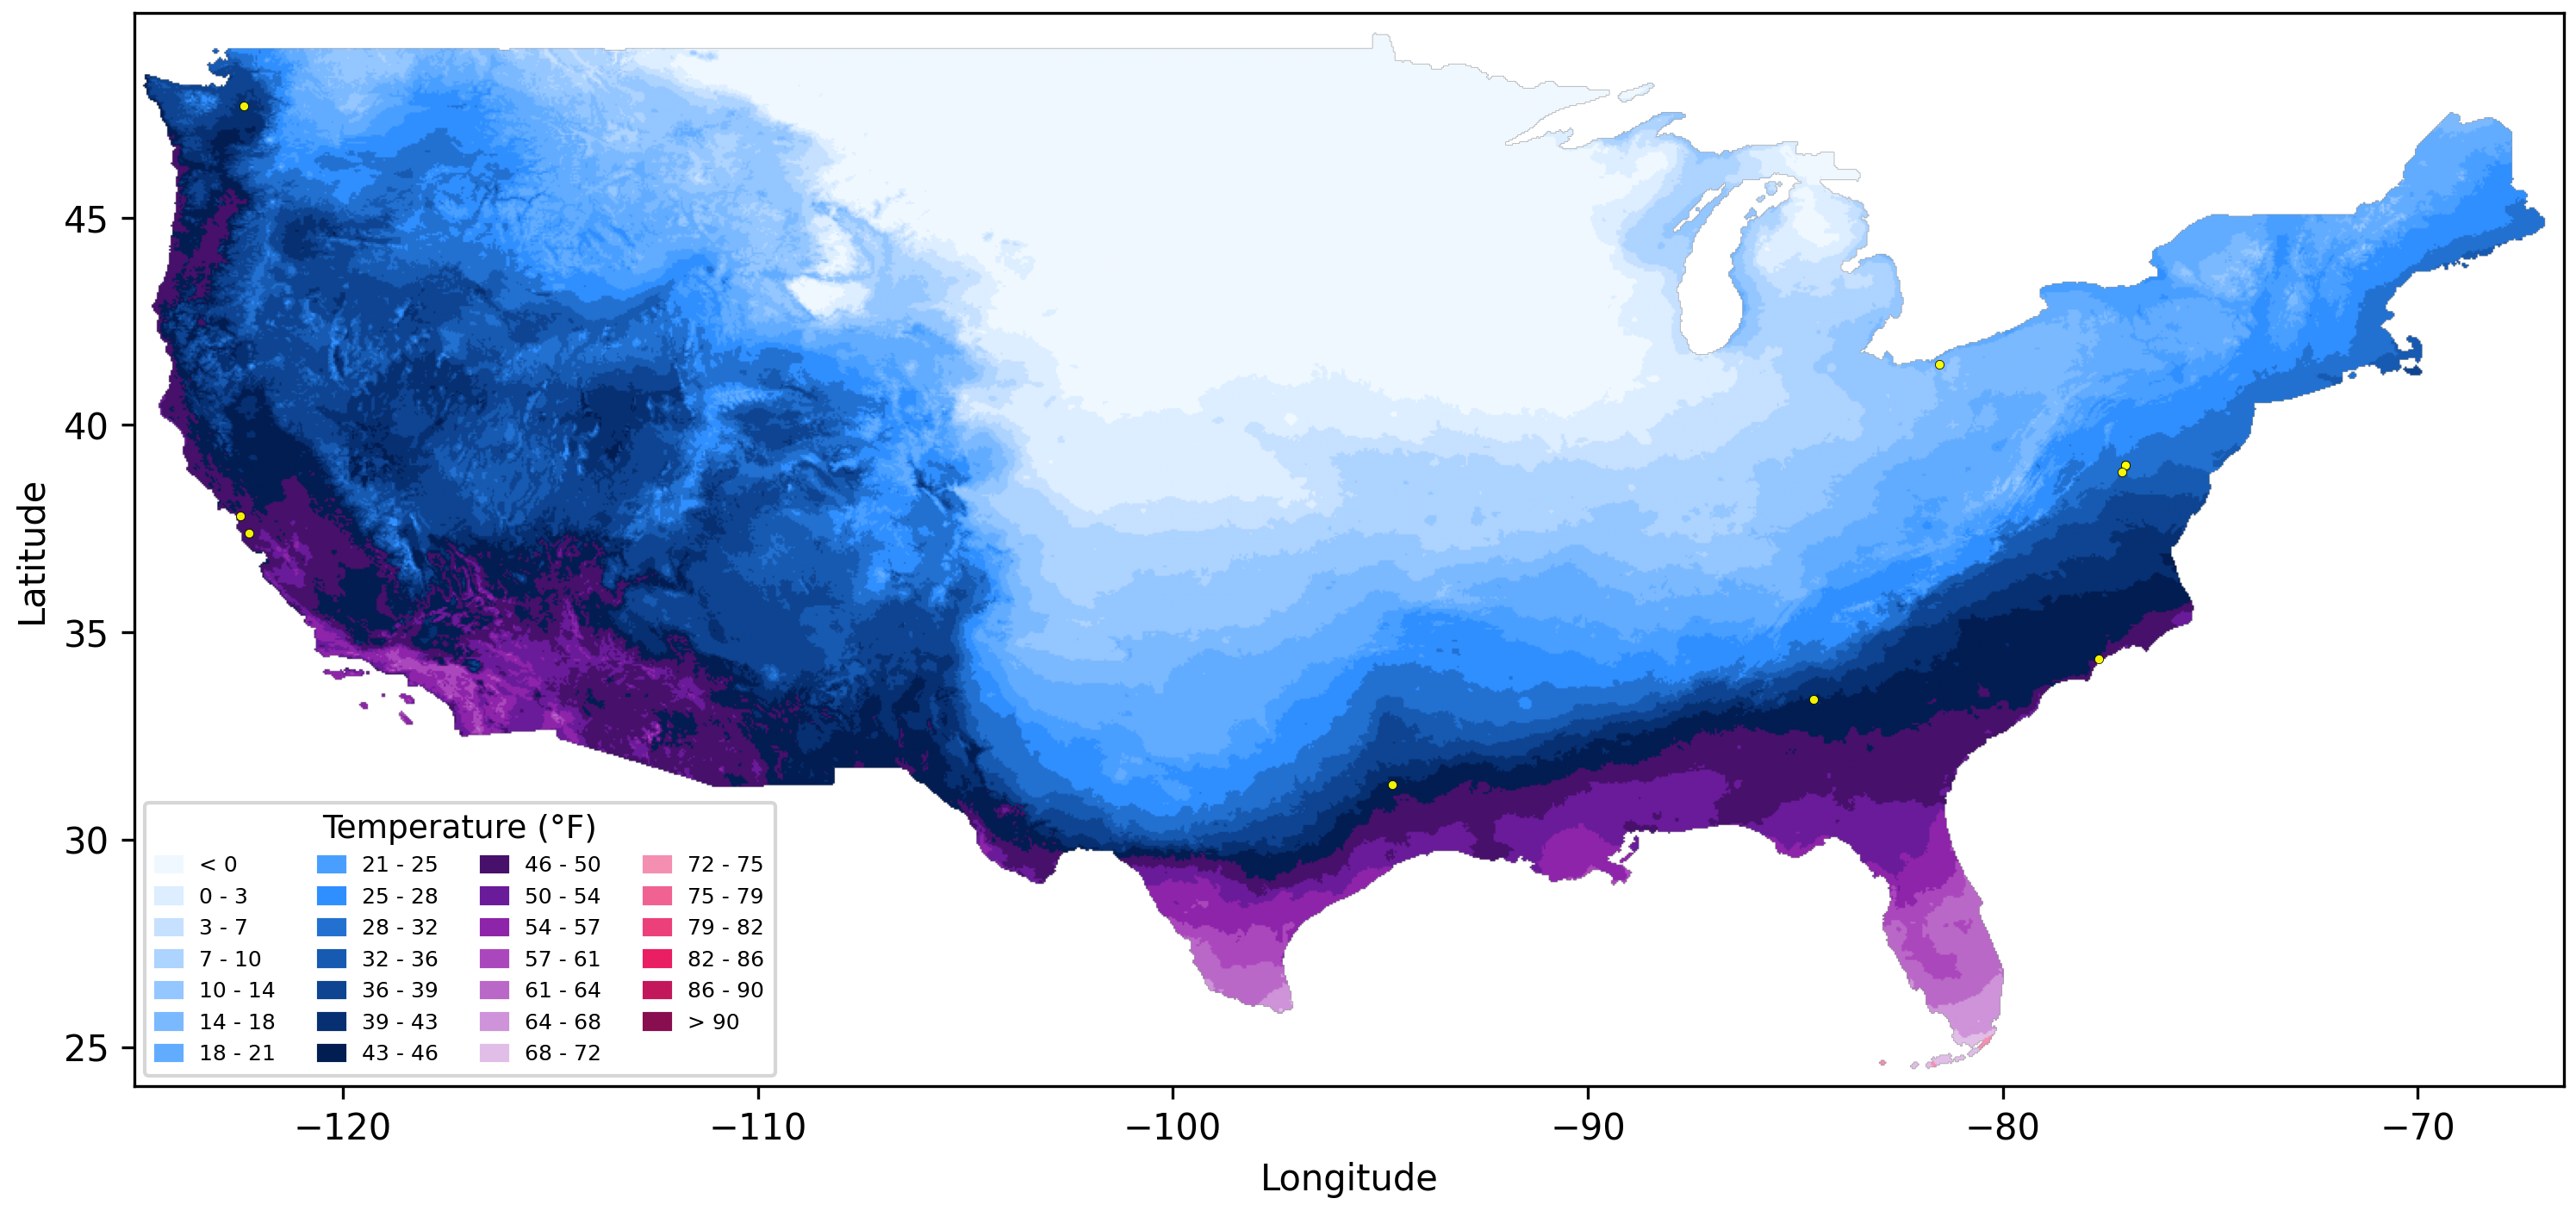 Latitude
45
40
35
30
25
Temperature (°F)
< 0
0 - 3
3 - 7
7 - 10
10 - 14
14 - 18
18 - 21
21 - 25
25 - 28
28 - 32
32 - 36
36 - 39
39 - 43
43 - 46
46 - 50
50 - 54
54 - 57
57 - 61
61 - 64
64 - 68
68 - 72
72 - 75
75 - 79
79 - 82
82 - 86
86 - 90
> 90
−120 −110 −100 −90 −80 −70
Longitude